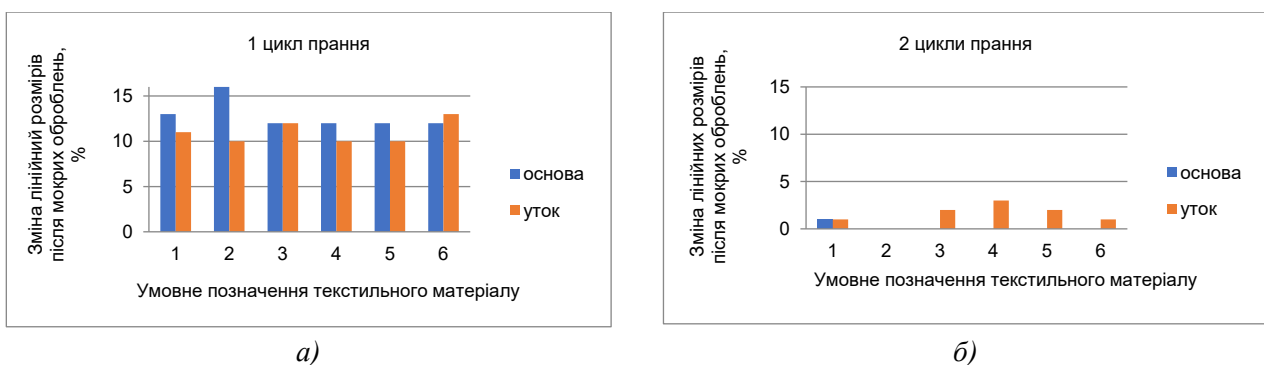 1 цикл прання
Зміна лінійний розмірів
після мокрих оброблень,
%
15
10
5
0
1 2 3 4 5 6
Умовне позначення текстильного матеріалу
основа
уток
а)
2 цикли прання
Зміна лінійних розмірів
після мокрих оброблень,
%
15
10
5
0
1 2 3 4 5 6
Умовне позначення текстильного матеріалу
основа
уток
б)